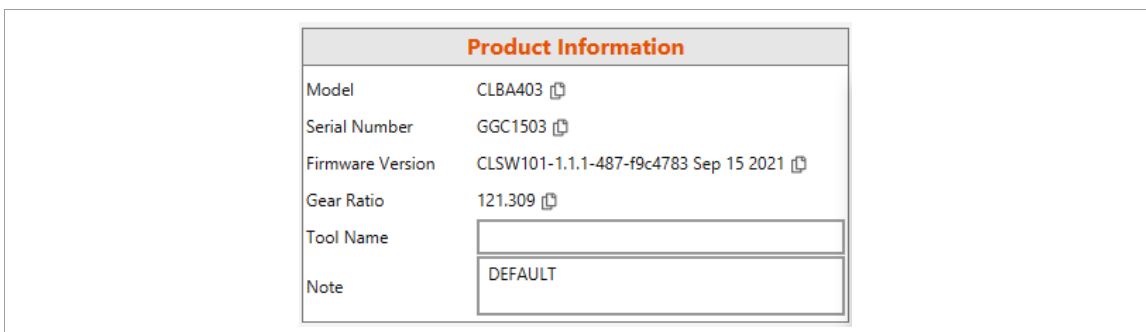 Product Information
Model CLBA403
Serial Number GGC1503
Firmware Version CLSW101-1.1.1-487-f9c4783 Sep 15 2021
Gear Ratio 121.309
Tool Name
Note DEFAULT